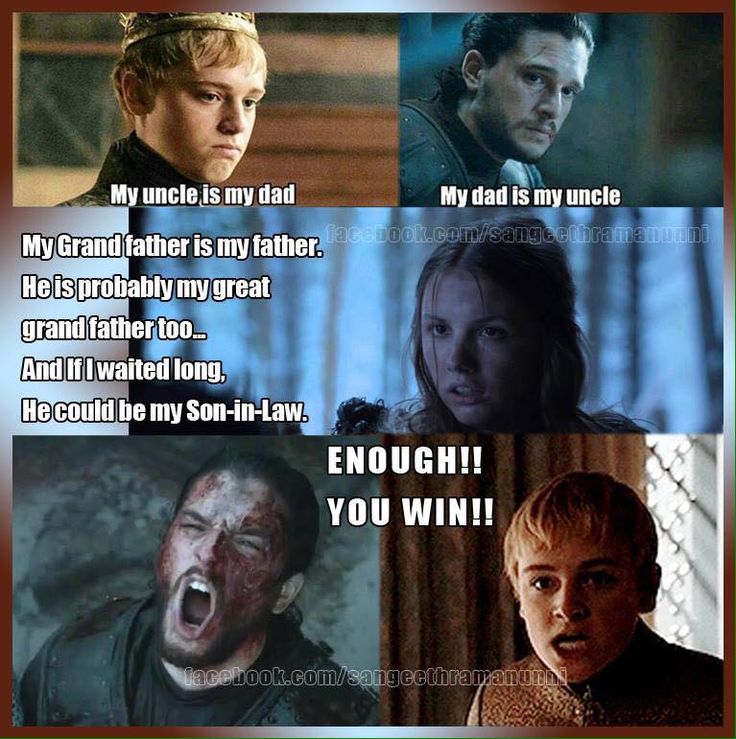 My uncle is my dad
My dad is my uncle
facebook.com/sangeethramanunni
My Grand father is my father.
He is probably my great
grand father too...
And If I waited long,
He could be my Son-in-Law.
ENOUGH!!
YOU WIN!!
facebook.com/sangeethramanunni